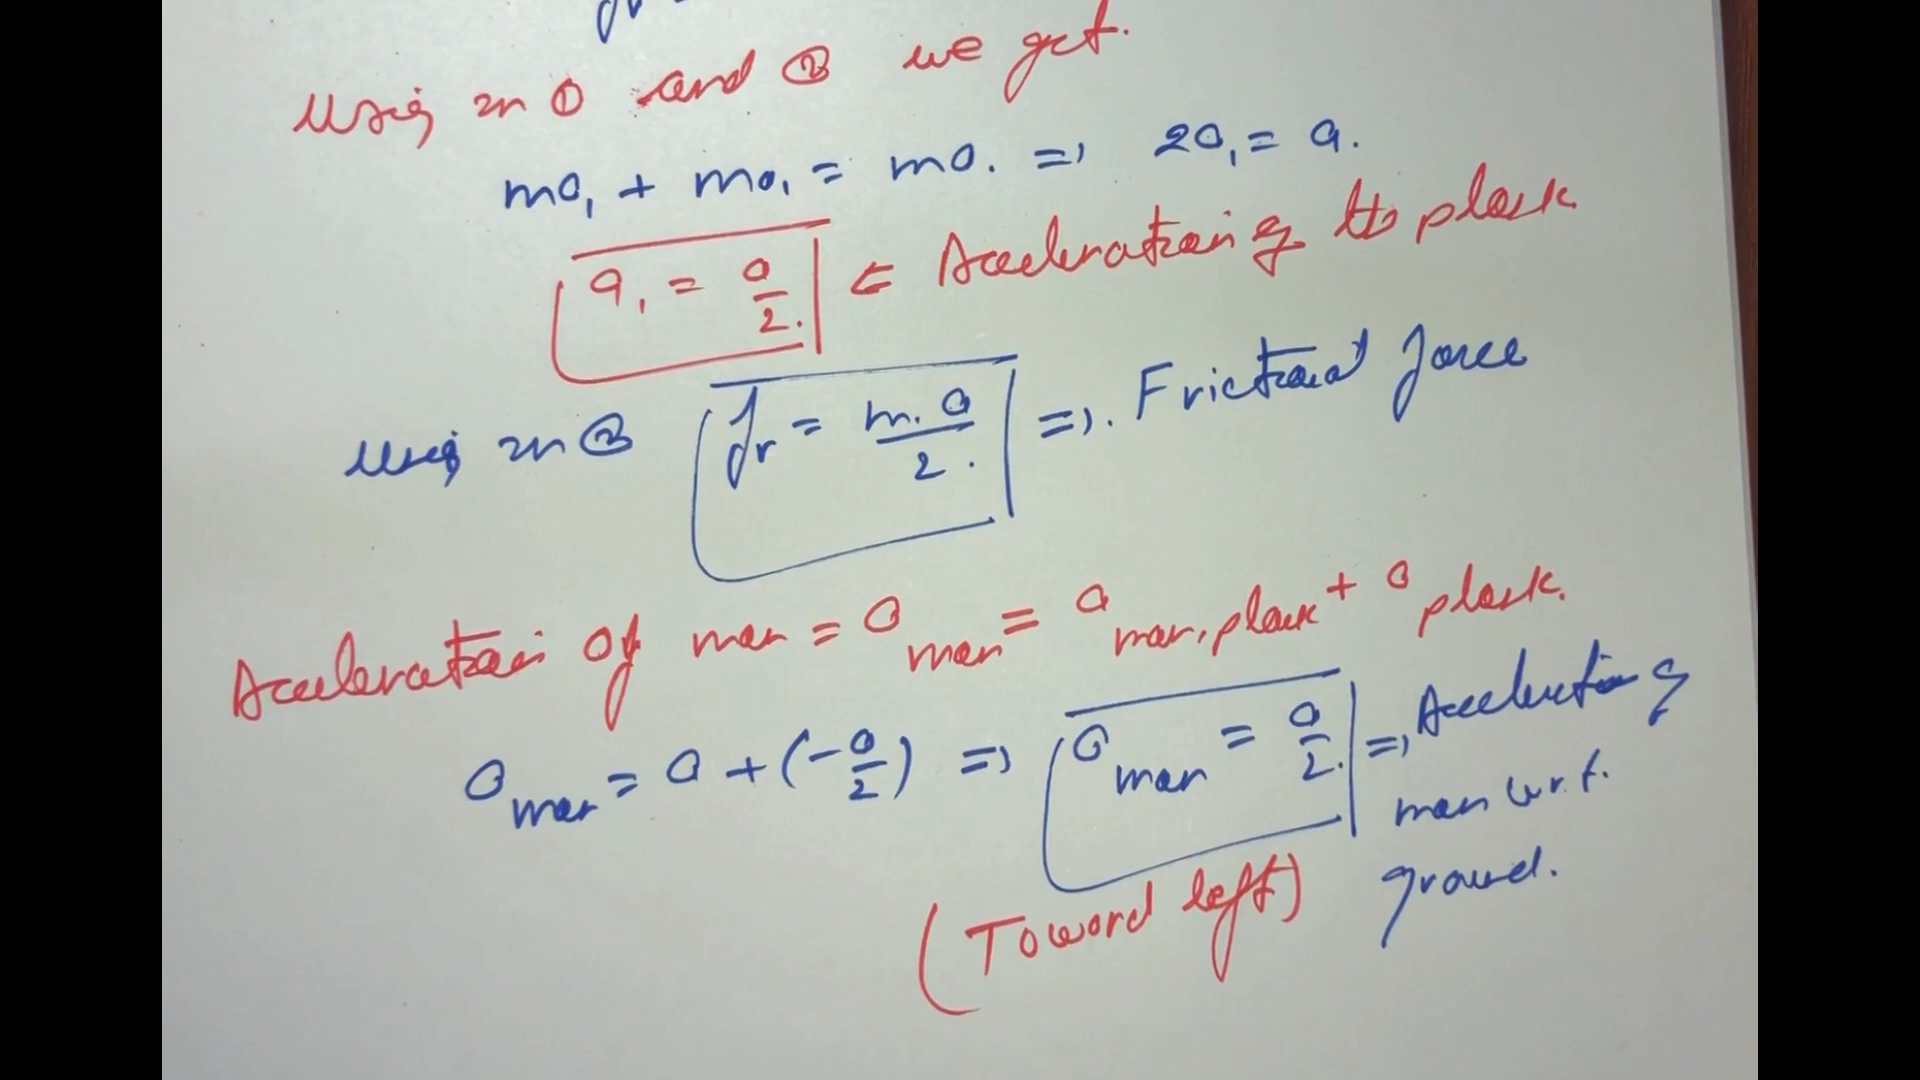 Using in ① and ② we get.
ma₁ + ma₁ = ma. ⇒ 2a₁ = a.
a₁ = a/2. ⇐ Acceleration of the plank
Using in ② fr = m.a/2. ⇒. Frictional force
Acceleration of man = a man = a man, plank + a plank.
a man = a + (-a/2) ⇒ a man = a/2. ⇒ Acceleration of
man w.r.t.
(Toward left) ground.